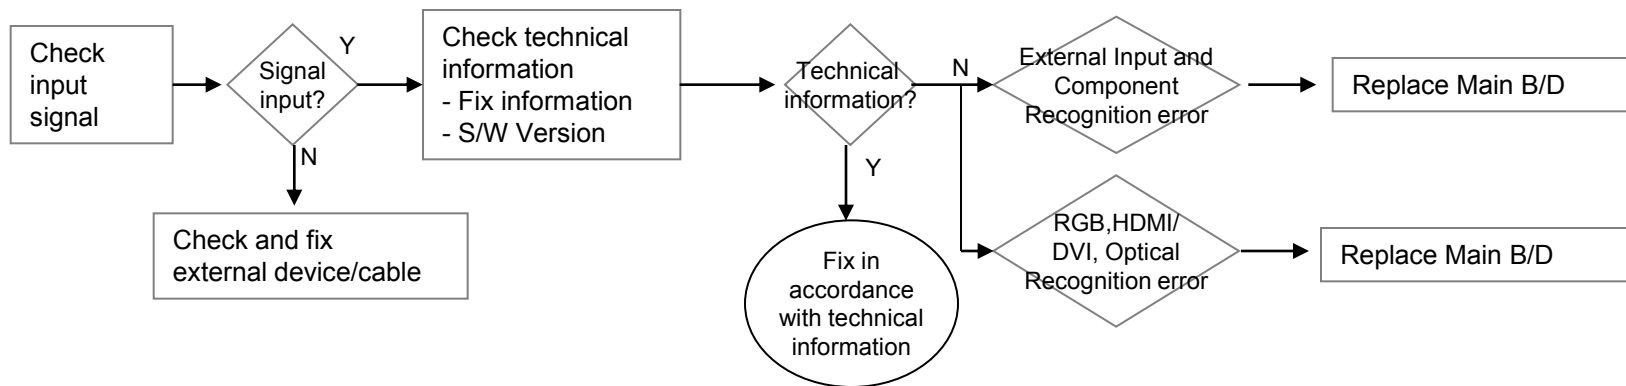 Check
input
signal
Signal
input?
Y
N
Check and fix
external device/cable
Check technical
information
- Fix information
- S/W Version
Technical
information?
N
Y
Fix in
accordance
with technical
information
External Input and
Component
Recognition error
Replace Main B/D
RGB,HDMI/
DVI, Optical
Recognition error
Replace Main B/D